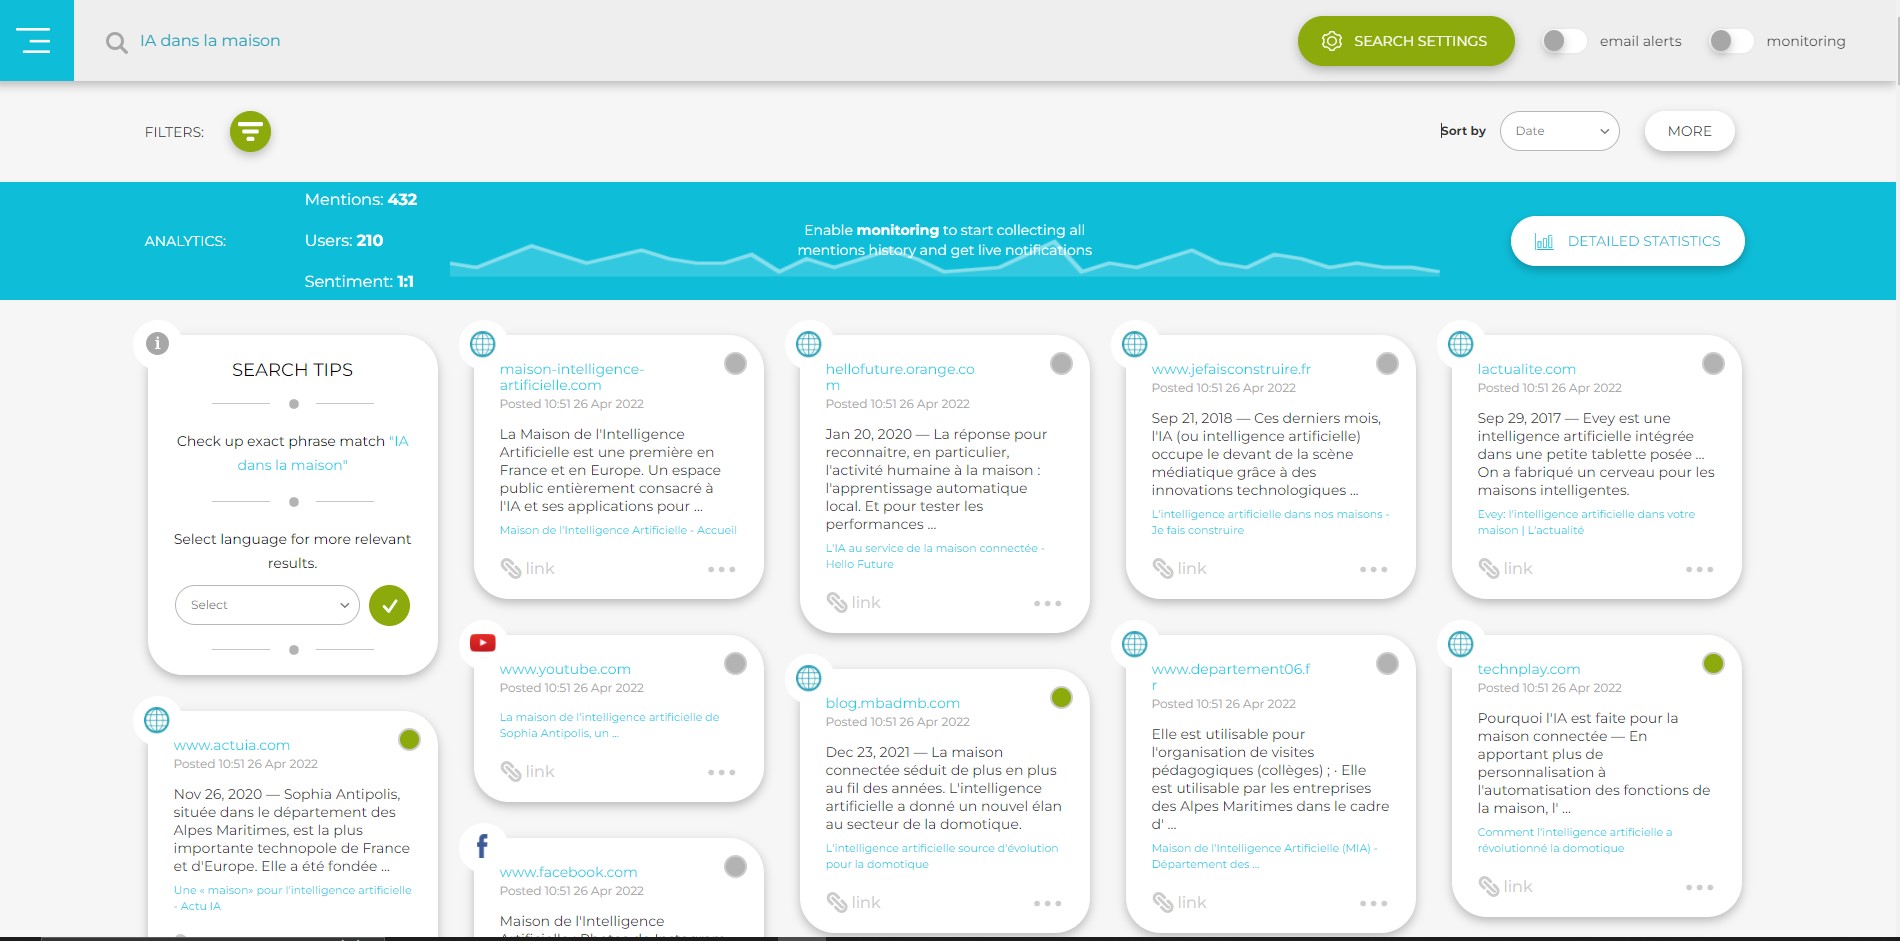 IA dans la maison
SEARCH SETTINGS
email alerts
monitoring
FILTERS:
Sort by
Date
MORE
ANALYTICS:
Mentions: 432
Users: 210
Sentiment: 1:1
Enable monitoring to start collecting all
mentions history and get live notifications
DETAILED STATISTICS
SEARCH TIPS
Check up exact phrase match "IA
dans la maison"
Select language for more relevant
results.
Select
www.actuia.com
Posted 10:51 26 Apr 2022
Nov 26, 2020 — Sophia Antipolis,
située dans le département des
Alpes Maritimes, est la plus
importante technopole de France
et d'Europe. Elle a été fondée ...
Une « maison» pour l'intelligence artificielle
- Actu IA
maison-intelligence-
artificielle.com
Posted 10:51 26 Apr 2022
La Maison de l'Intelligence
Artificielle est une première en
France et en Europe. Un espace
public entièrement consacré à
l'IA et ses applications pour ...
Maison de l'Intelligence Artificielle - Accueil
link
www.youtube.com
Posted 10:51 26 Apr 2022
La maison de l'intelligence artificielle de
Sophia Antipolis, un ...
link
www.facebook.com
Posted 10:51 26 Apr 2022
Maison de l'Intelligence
hellofuture.orange.co
m
Posted 10:51 26 Apr 2022
Jan 20, 2020 — La réponse pour
reconnaitre, en particulier,
l'activité humaine à la maison :
l'apprentissage automatique
local. Et pour tester les
performances ...
L'IA au service de la maison connectée -
Hello Future
link
blog.mbadmb.com
Posted 10:51 26 Apr 2022
Dec 23, 2021 — La maison
connectée séduit de plus en plus
au fil des années. L'intelligence
artificielle a donné un nouvel élan
au secteur de la domotique.
L'intelligence artificielle source d'évolution
pour la domotique
link
www.jefaisconstruire.fr
Posted 10:51 26 Apr 2022
Sep 21, 2018 — Ces derniers mois,
l'IA (ou intelligence artificielle)
occupe le devant de la scène
médiatique grâce à des
innovations technologiques ...
L'intelligence artificielle dans nos maisons -
Je fais construire
link
www.departement06.f
r
Posted 10:51 26 Apr 2022
Elle est utilisable pour
l'organisation de visites
pédagogiques (collèges) ; · Elle
est utilisable par les entreprises
des Alpes Maritimes dans le cadre
d' ...
Maison de l'Intelligence Artificielle (MIA) -
Département des ...
link
lactualite.com
Posted 10:51 26 Apr 2022
Sep 29, 2017 — Evey est une
intelligence artificielle intégrée
dans une petite tablette posée ...
On a fabriqué un cerveau pour les
maisons intelligentes.
Evey: l'intelligence artificielle dans votre
maison | L'actualité
link
technplay.com
Posted 10:51 26 Apr 2022
Pourquoi l'IA est faite pour la
maison connectée — En
apportant plus de
personnalisation à
l'automatisation des fonctions de
la maison, l' ...
Comment l'intelligence artificielle a
révolutionné la domotique
link